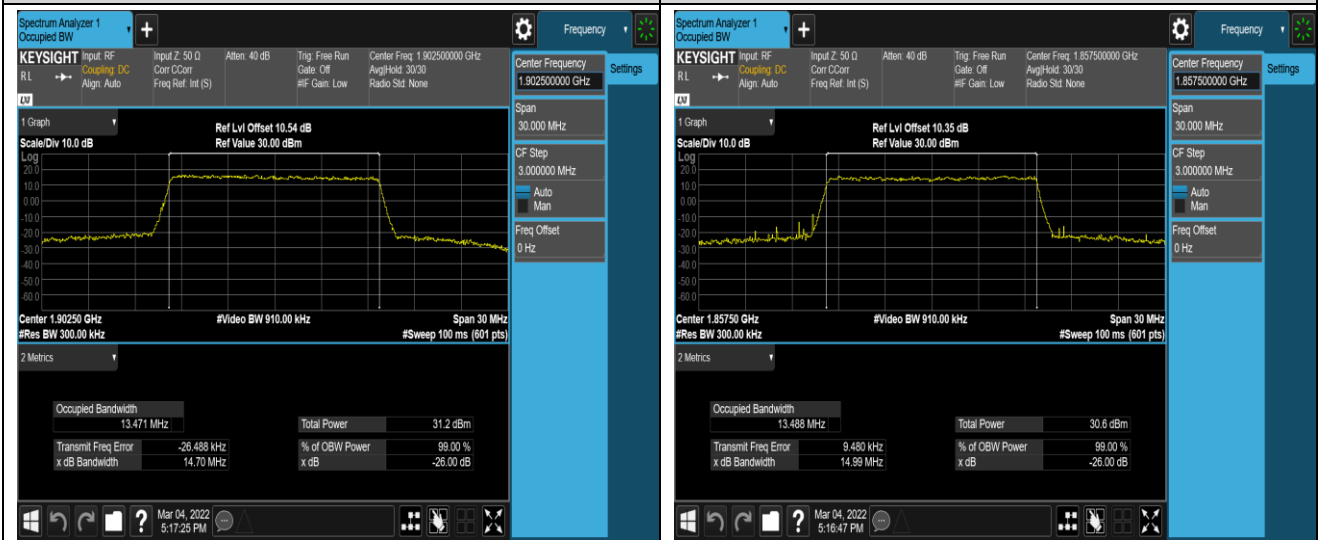 Spectrum Analyzer 1
Occupied BW
+
Frequency
KEYSIGHT Input: RF
Coupling: DC
Align: Auto
R L
LXI
Input Z: 50 Ω
Corr CCorr
Freq Ref: Int (S)
Atten: 40 dB
Trig: Free Run
Gate: Off
#IF Gain: Low
Center Freq: 1.902500000 GHz
Avg|Hold: 30/30
Radio Std: None
Center Frequency
1.902500000 GHz
Settings
Span
30.000 MHz
CF Step
3.000000 MHz
Auto
Man
Freq Offset
0 Hz
1 Graph
Ref Lvl Offset 10.54 dB
Scale/Div 10.0 dB
Ref Value 30.00 dBm
Log
20.0
10.0
0.00
-10.0
-20.0
-30.0
-40.0
-50.0
-60.0
Center 1.90250 GHz
#Video BW 910.00 kHz
Span 30 MHz
#Res BW 300.00 kHz
#Sweep 100 ms (601 pts)
2 Metrics
Occupied Bandwidth
13.471 MHz
Total Power 31.2 dBm
Transmit Freq Error -26.488 kHz
% of OBW Power 99.00 %
x dB Bandwidth 14.70 MHz
x dB -26.00 dB
?
Mar 04, 2022
5:17:25 PM
Spectrum Analyzer 1
Occupied BW
+
Frequency
KEYSIGHT Input: RF
Coupling: DC
Align: Auto
R L
LXI
Input Z: 50 Ω
Corr CCorr
Freq Ref: Int (S)
Atten: 40 dB
Trig: Free Run
Gate: Off
#IF Gain: Low
Center Freq: 1.857500000 GHz
Avg|Hold: 30/30
Radio Std: None
Center Frequency
1.857500000 GHz
Settings
Span
30.000 MHz
CF Step
3.000000 MHz
Auto
Man
Freq Offset
0 Hz
1 Graph
Ref Lvl Offset 10.35 dB
Scale/Div 10.0 dB
Ref Value 30.00 dBm
Log
20.0
10.0
0.00
-10.0
-20.0
-30.0
-40.0
-50.0
-60.0
Center 1.85750 GHz
#Video BW 910.00 kHz
Span 30 MHz
#Res BW 300.00 kHz
#Sweep 100 ms (601 pts)
2 Metrics
Occupied Bandwidth
13.488 MHz
Total Power 30.6 dBm
Transmit Freq Error 9.480 kHz
% of OBW Power 99.00 %
x dB Bandwidth 14.99 MHz
x dB -26.00 dB
?
Mar 04, 2022
5:16:47 PM